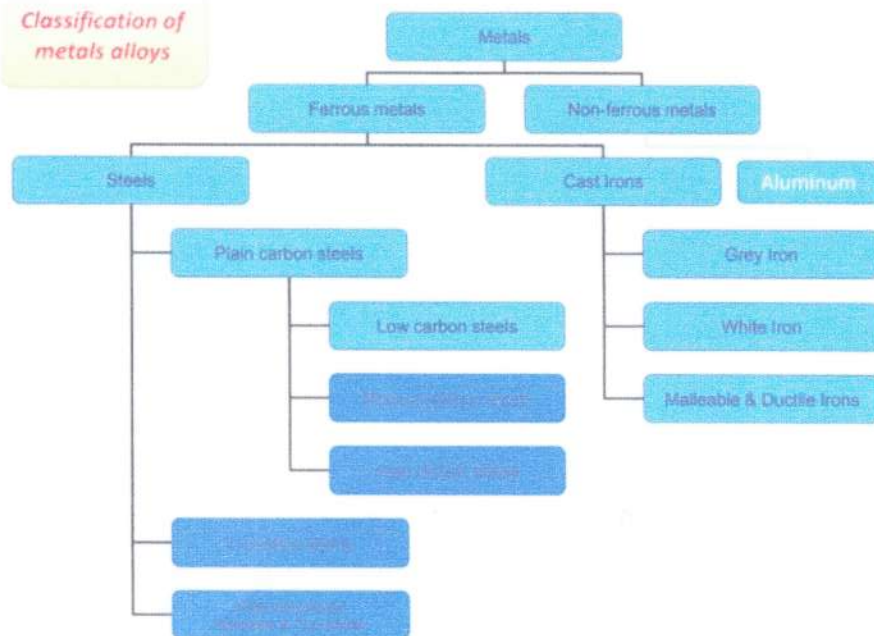 Classification of
metals alloys
Metals
Ferrous metals
Non-ferrous metals
Steels
Cast Irons
Aluminum
Plain carbon steels
Grey Iron
Low carbon steels
White Iron
Malleable & Ductile Irons